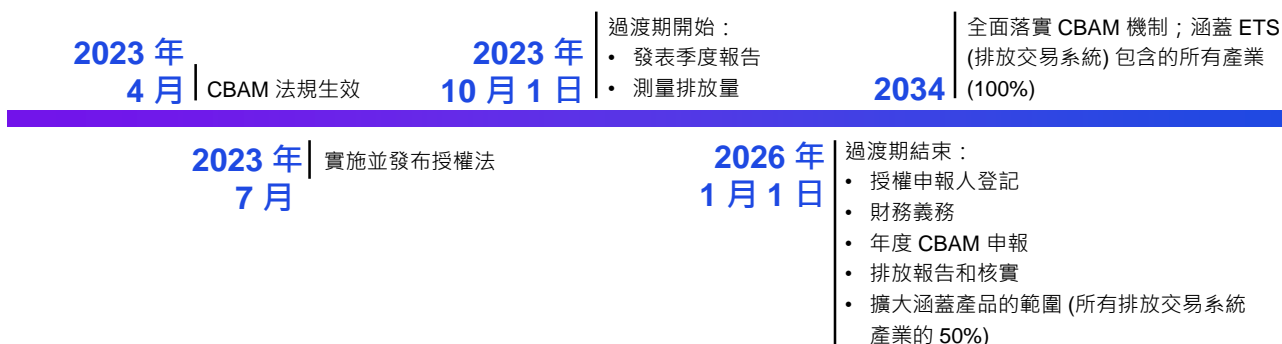 2023 年
4 月
CBAM 法規生效
2023 年
10 月 1 日
過渡期開始：
• 發表季度報告
• 測量排放量
2034
全面落實 CBAM 機制；涵蓋 ETS
(排放交易系統) 包含的所有產業
(100%)
2023 年
7 月
實施並發布授權法
2026 年
1 月 1 日
過渡期結束：
• 授權申報人登記
• 財務義務
• 年度 CBAM 申報
• 排放報告和核實
• 擴大涵蓋產品的範圍 (所有排放交易系統
產業的 50%)